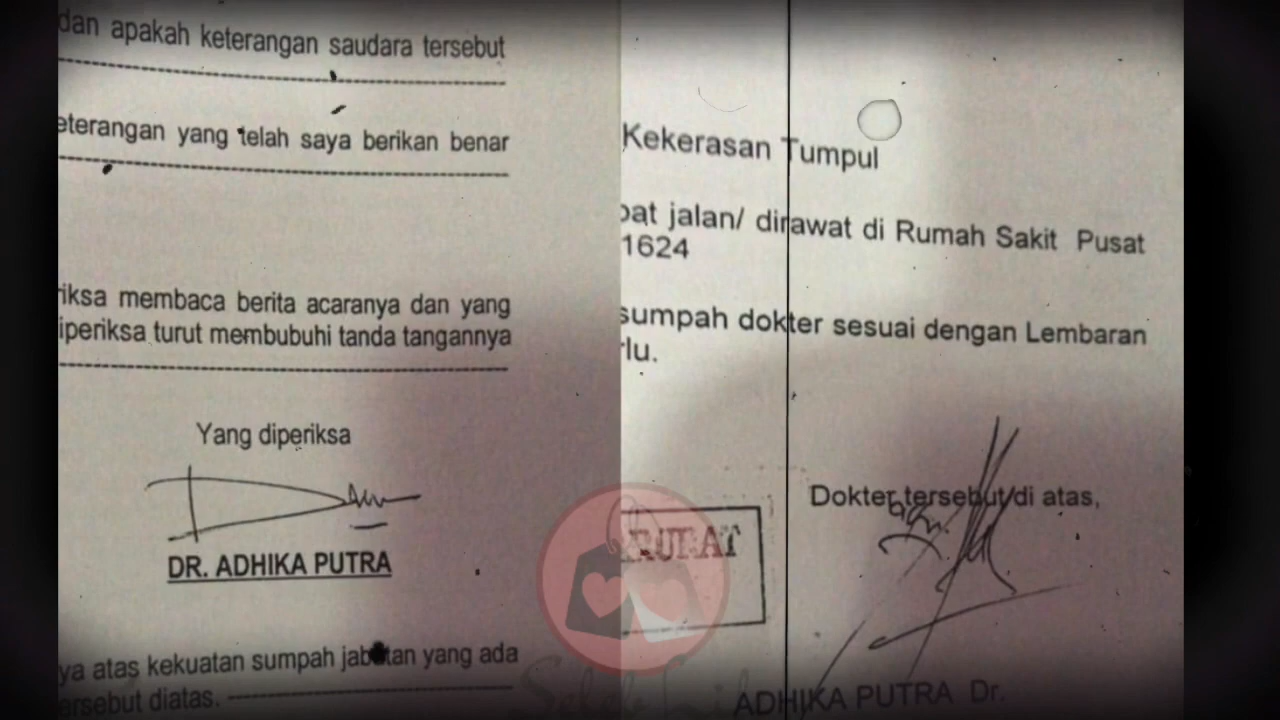 dan apakah keterangan saudara tersebut
eterangan yang telah saya berikan benar
iksa membaca berita acaranya dan yang
iperiksa turut membubuhi tanda tangannya
Yang diperiksa
DR. ADHIKA PUTRA
ya atas kekuatan sumpah jabatan yang ada
ersebut diatas.
Kekerasan Tumpul
pat jalan/ dirawat di Rumah Sakit Pusat
1624
sumpah dokter sesuai dengan Lembaran
rlu.
Dokter tersebut di atas,
RURAT
ADHIKA PUTRA Dr.